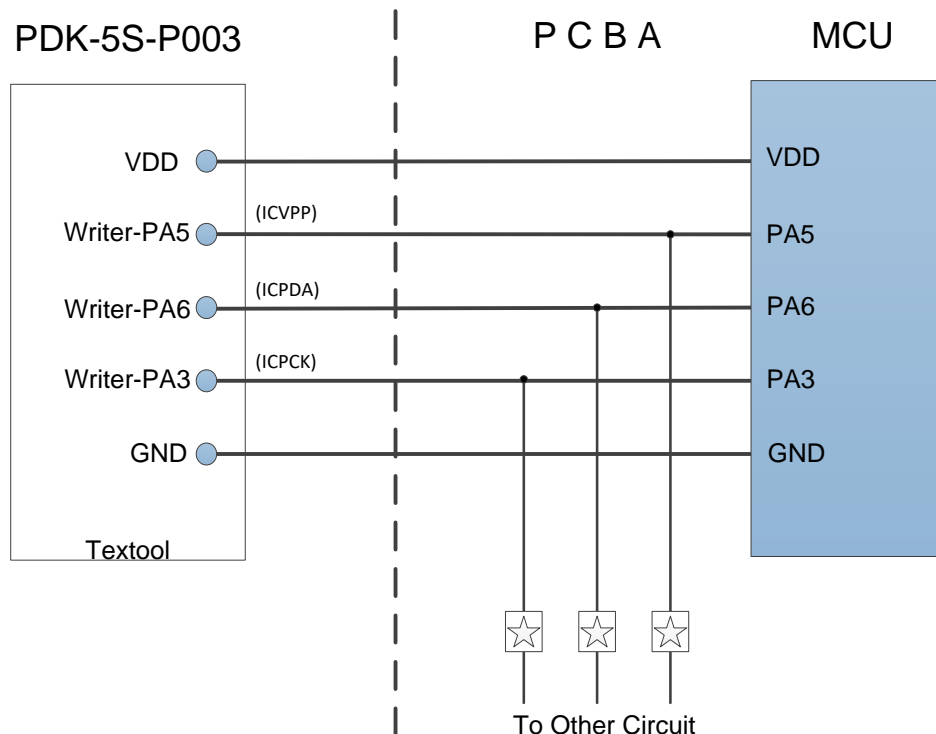 PDK-5S-P003
P C B A
MCU
VDD
VDD
(ICVPP)
Writer-PA5
PA5
(ICPDA)
Writer-PA6
PA6
(ICPCK)
Writer-PA3
PA3
GND
GND
Textool
To Other Circuit